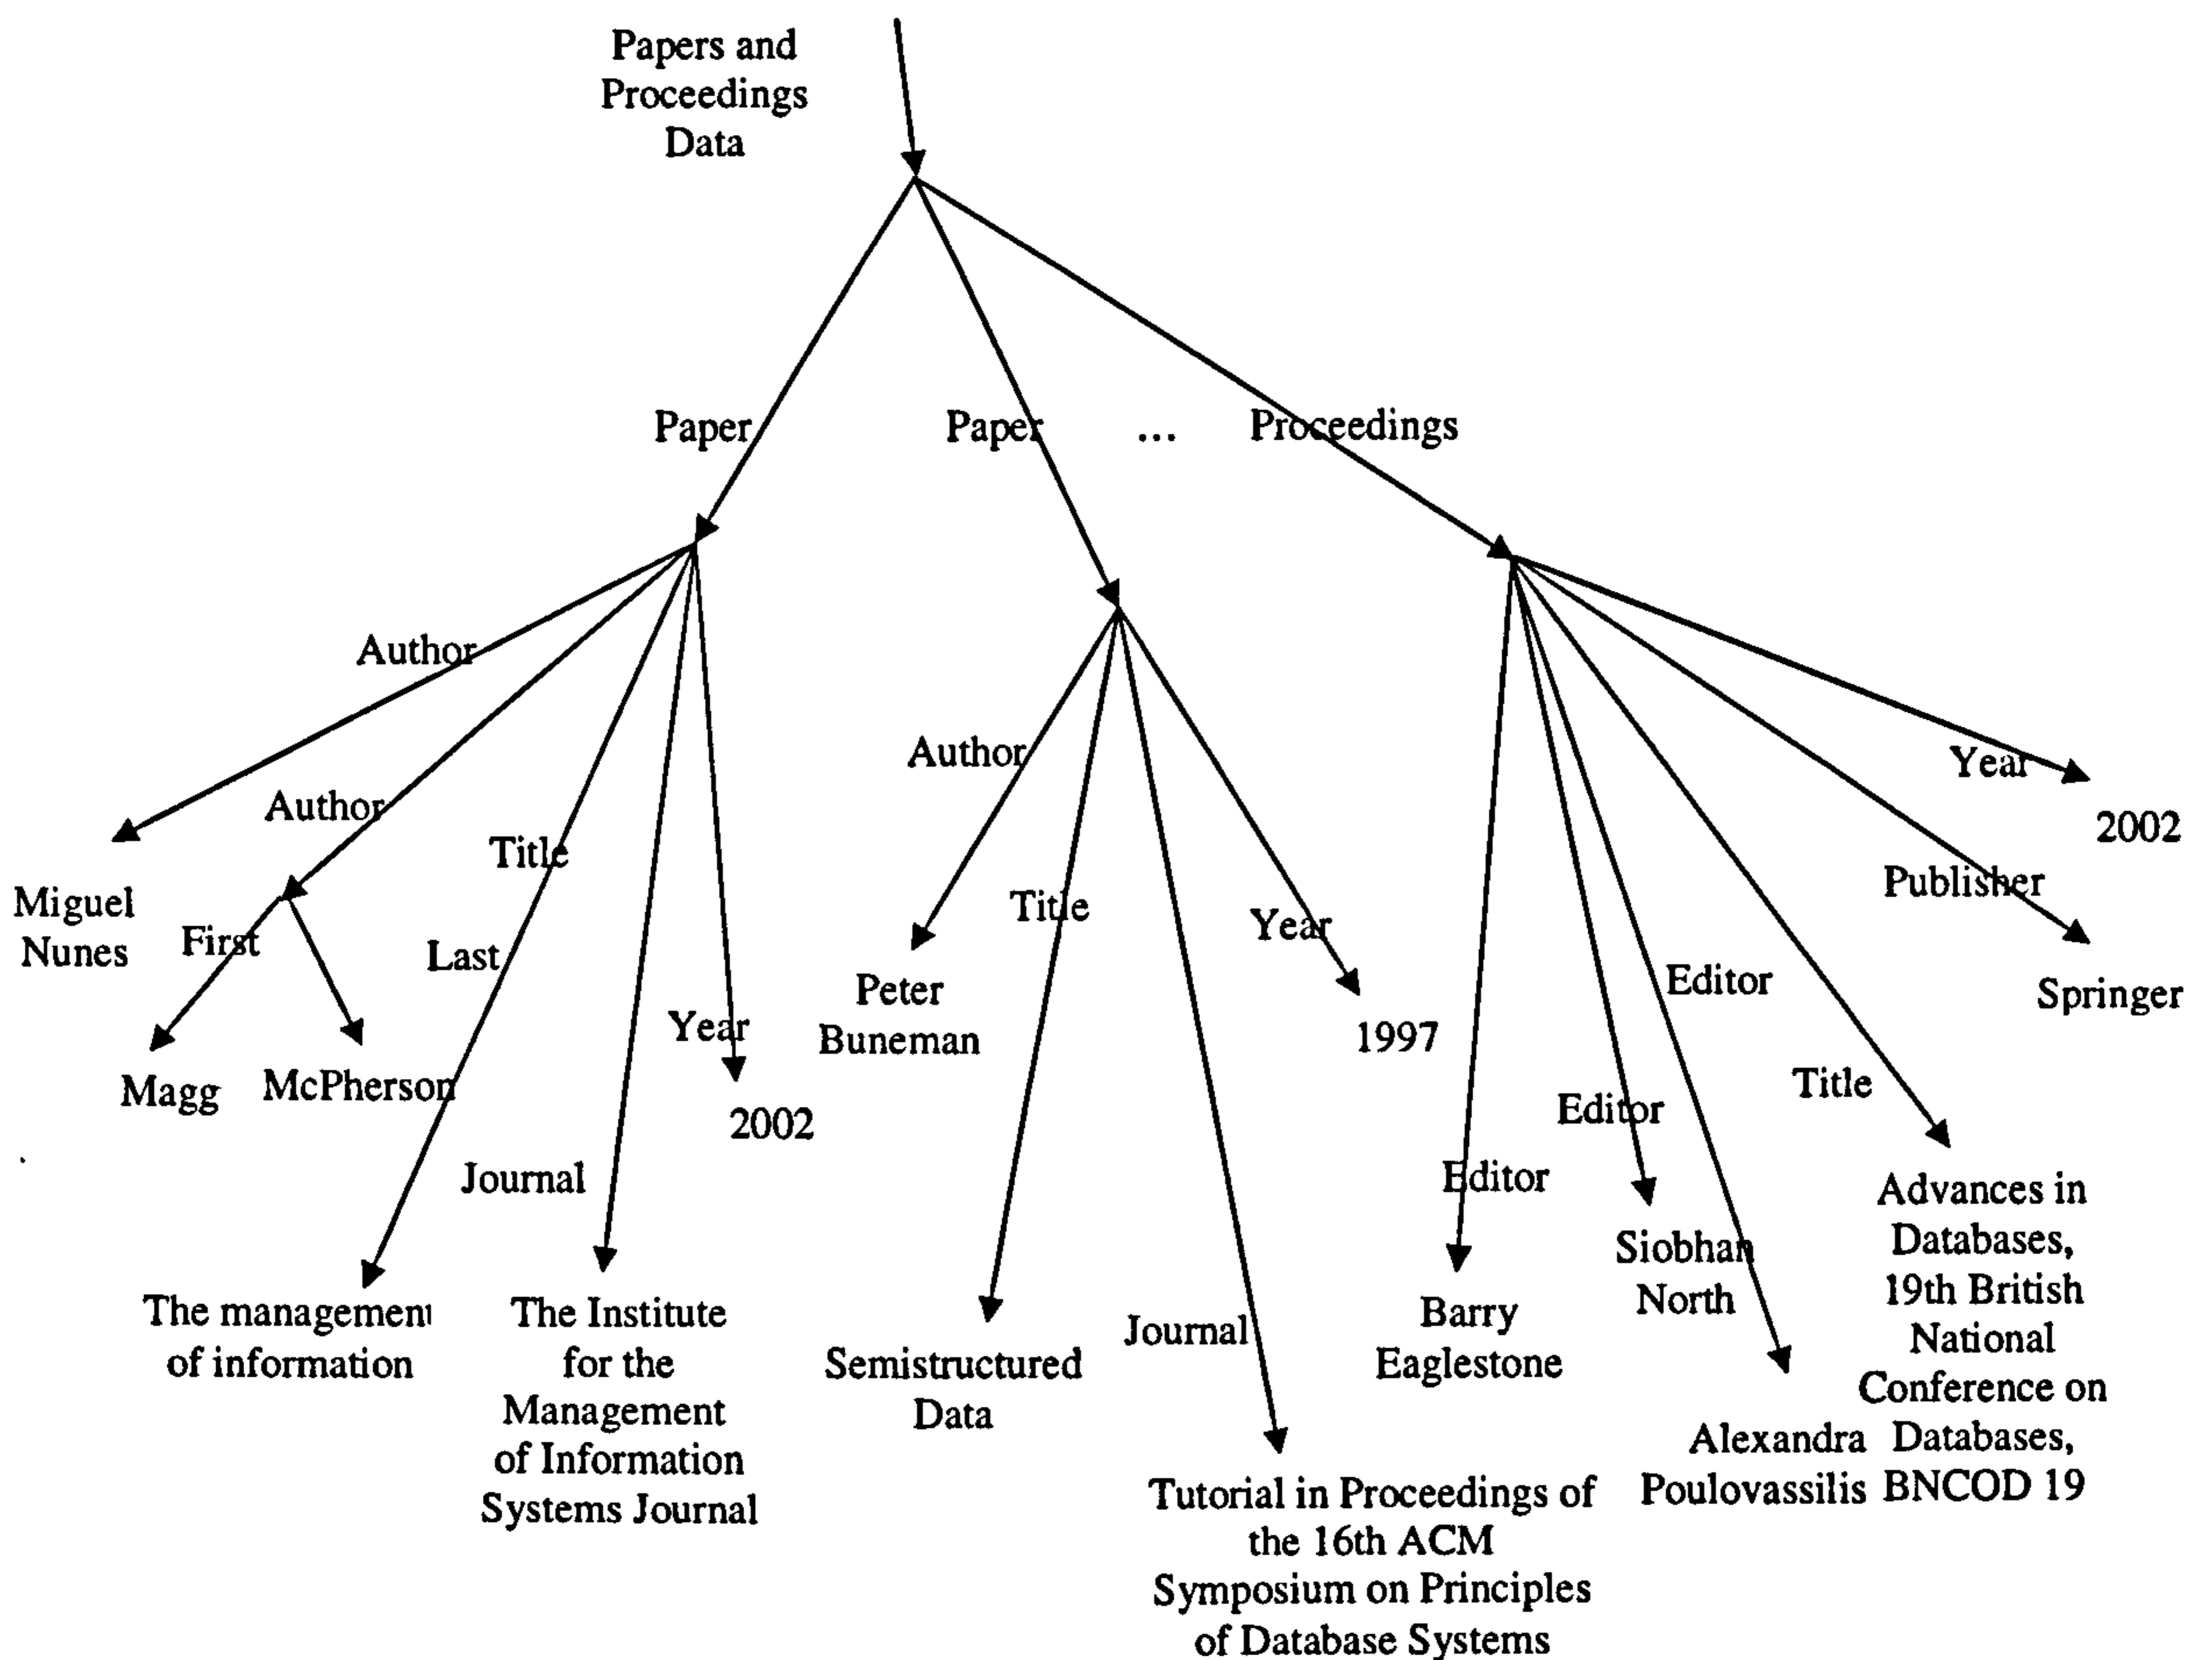 Papers and
Proceedings
Data
Paper
Paper
...
Proceedings
Author
Author
Title
First
Last
Year
Journal
Miguel
Nunes
Magg
McPherson
2002
The management
of information
The Institute
for the
Management
of Information
Systems Journal
Author
Title
Year
Journal
Peter
Buneman
1997
Semistructured
Data
Tutorial in Proceedings of
the 16th ACM
Symposium on Principles
of Database Systems
Year
2002
Publisher
Springer
Editor
Editor
Editor
Title
Barry
Eaglestone
Siobhan
North
Alexandra
Poulovassilis
Advances in
Databases,
19th British
National
Conference on
Databases,
BNCOD 19